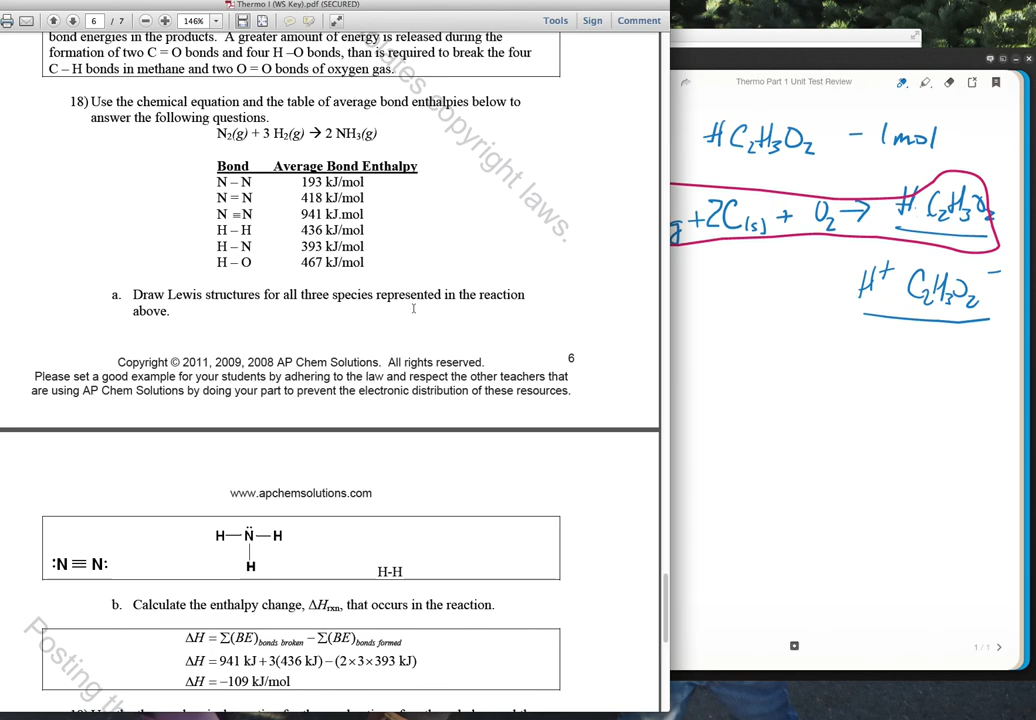 Thermo I (WS Key).pdf (SECURED)
6 / 7 146% Tools Sign Comment
bond energies in the products. A greater amount of energy is released during the
formation of two C = O bonds and four H –O bonds, than is required to break the four
C – H bonds in methane and two O = O bonds of oxygen gas.
18) Use the chemical equation and the table of average bond enthalpies below to
answer the following questions.
N₂(g) + 3 H₂(g) → 2 NH₃(g)
Bond Average Bond Enthalpy
N – N 193 kJ/mol
N = N 418 kJ/mol
N ≡N 941 kJ.mol
H – H 436 kJ/mol
H – N 393 kJ/mol
H – O 467 kJ/mol
a. Draw Lewis structures for all three species represented in the reaction
above.
6
Copyright © 2011, 2009, 2008 AP Chem Solutions. All rights reserved.
Please set a good example for your students by adhering to the law and respect the other teachers that
are using AP Chem Solutions by doing your part to prevent the electronic distribution of these resources.
www.apchemsolutions.com
H—N̈—H
H
:N ≡ N:
H-H
b. Calculate the enthalpy change, ΔHrxn, that occurs in the reaction.
ΔH = Σ(BE)bonds broken − Σ(BE)bonds formed
ΔH = 941 kJ + 3(436 kJ) − (2×3×393 kJ)
ΔH = −109 kJ/mol
copyright laws.
Posting th
Thermo Part 1 Unit Test Review
HC₂H₃O₂ – 1 mol
g + 2C(s) + O₂ → HC₂H₃O₂
H⁺ C₂H₃O₂⁻
1 / 1